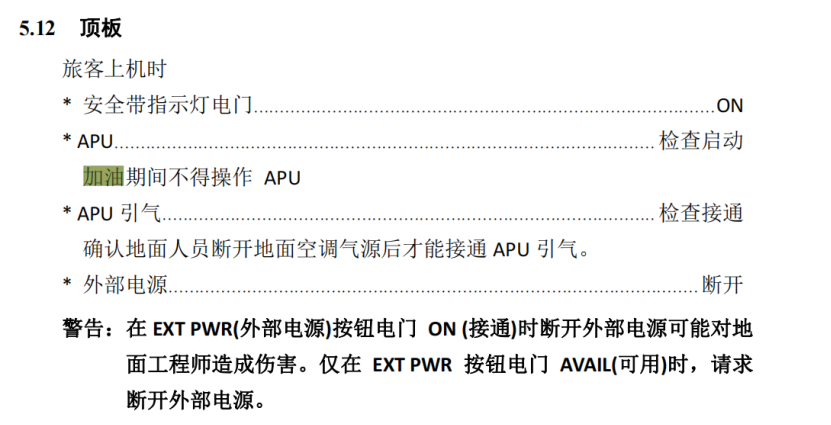 5.12 顶板
旅客上机时
* 安全带指示灯电门........................................................................................ON
* APU........................................................................................................检查启动
加油期间不得操作 APU
* APU 引气...............................................................................................检查接通
确认地面人员断开地面空调气源后才能接通 APU 引气。
* 外部电源.....................................................................................................断开
警告：在 EXT PWR(外部电源)按钮电门 ON (接通)时断开外部电源可能对地
面工程师造成伤害。仅在 EXT PWR 按钮电门 AVAIL(可用)时，请求
断开外部电源。